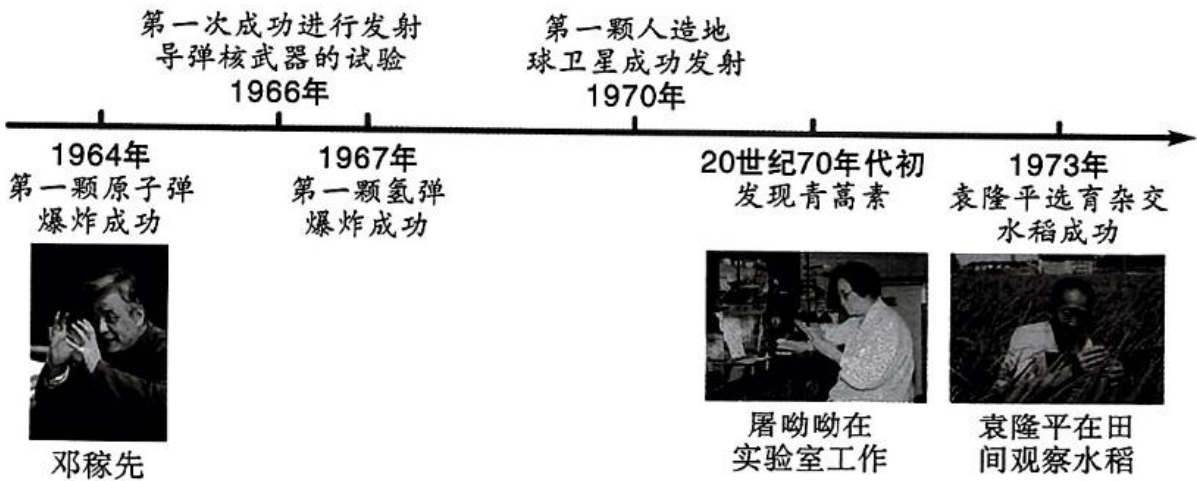 第一次成功进行发射
导弹核武器的试验
1966年
第一颗人造地
球卫星成功发射
1970年
1964年
第一颗原子弹
爆炸成功
1967年
第一颗氢弹
爆炸成功
20世纪70年代初
发现青蒿素
1973年
袁隆平选育杂交
水稻成功
邓稼先
屠呦呦在
实验室工作
袁隆平在田
间观察水稻